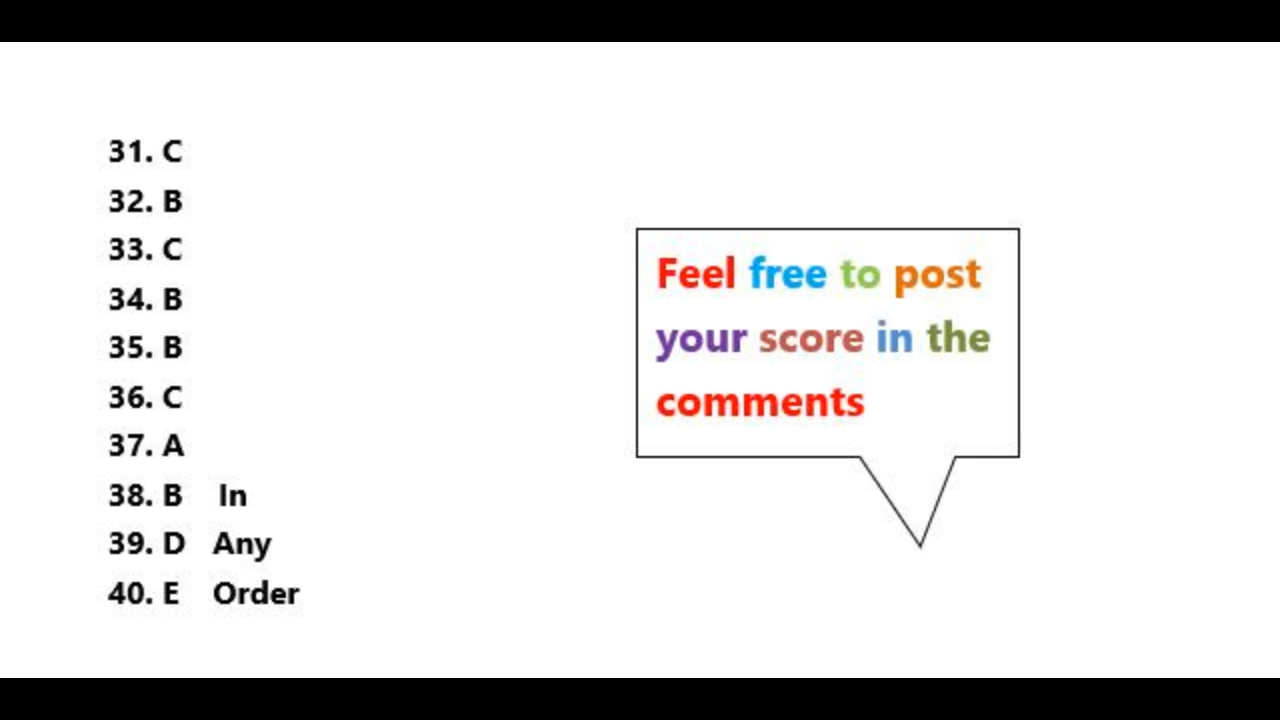 31. C
32. B
33. C
34. B
35. B
36. C
37. A
38. B In
39. D Any
40. E Order
Feel free to post
your score in the
comments